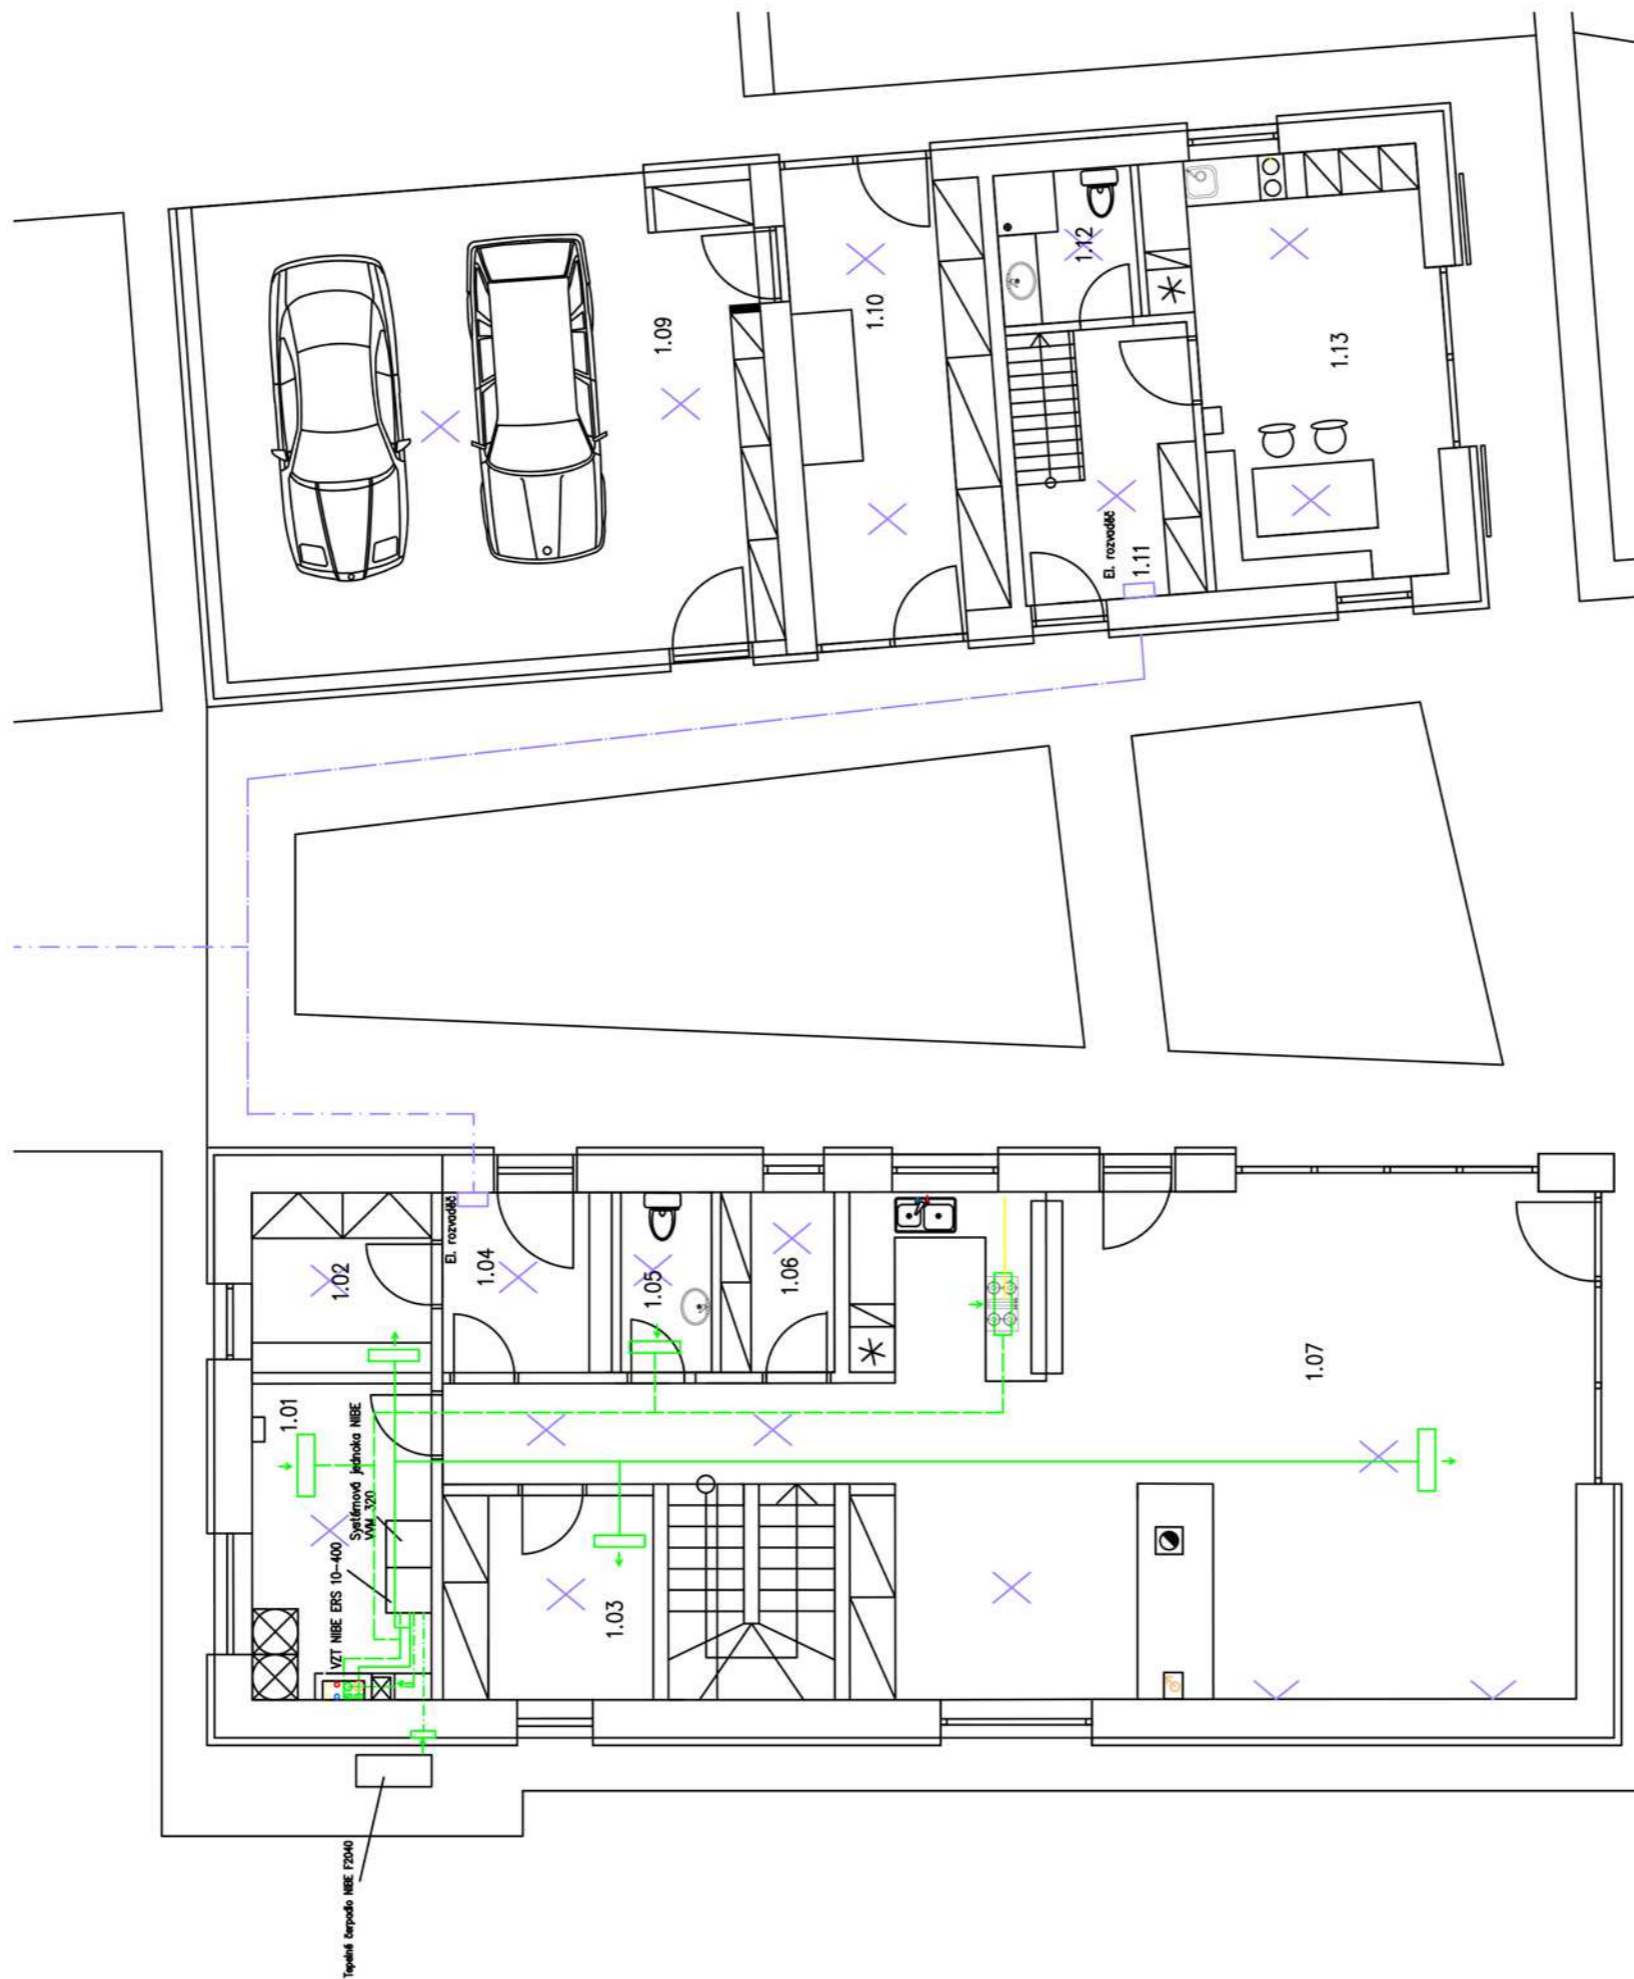 1.09
1.10
1.12
1.13
El. rozvaděč
1.11
1.02
El. rozvaděč
1.04
1.05
1.06
1.07
1.01
Systémová jednoka NIBE
VVM 320
VZT NIBE ERS 10-400
1.03
Tepelné čerpadlo NIBE F2040